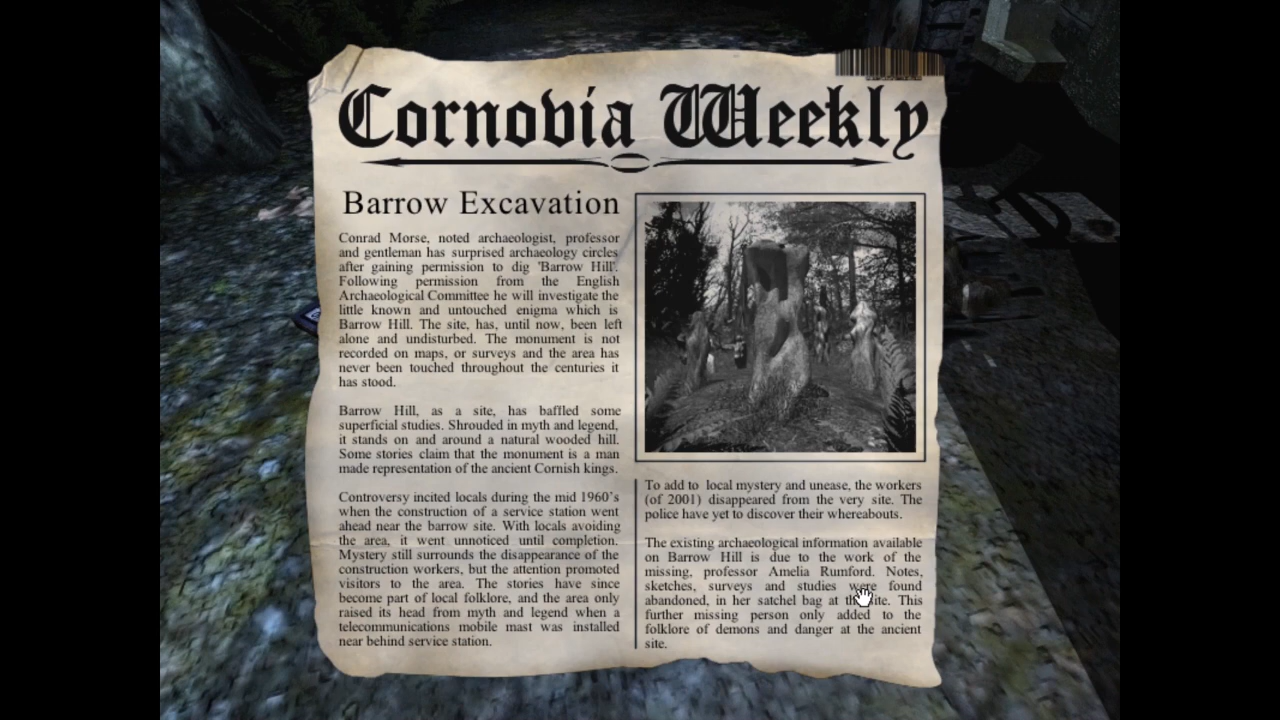 Cornovia Weekly
Barrow Excavation
Conrad Morse, noted archaeologist, professor
and gentleman has surprised archaeology circles
after gaining permission to dig 'Barrow Hill'.
Following permission from the English
Archaeological Committee he will investigate the
little known and untouched enigma which is
Barrow Hill. The site, has, until now, been left
alone and undisturbed. The monument is not
recorded on maps, or surveys and the area has
never been touched throughout the centuries it
has stood.
Barrow Hill, as a site, has baffled some
superficial studies. Shrouded in myth and legend,
it stands on and around a natural wooded hill.
Some stories claim that the monument is a man
made representation of the ancient Cornish kings.
Controversy incited locals during the mid 1960's
when the construction of a service station went
ahead near the barrow site. With locals avoiding
the area, it went unnoticed until completion.
Mystery still surrounds the disappearance of the
construction workers, but the attention promoted
visitors to the area. The stories have since
become part of local folklore, and the area only
raised its head from myth and legend when a
telecommunications mobile mast was installed
near behind service station.
To add to local mystery and unease, the workers
(of 2001) disappeared from the very site. The
police have yet to discover their whereabouts.
The existing archaeological information available
on Barrow Hill is due to the work of the
missing, professor Amelia Rumford. Notes,
sketches, surveys and studies were found
abandoned, in her satchel bag at the site. This
further missing person only added to the
folklore of demons and danger at the ancient
site.